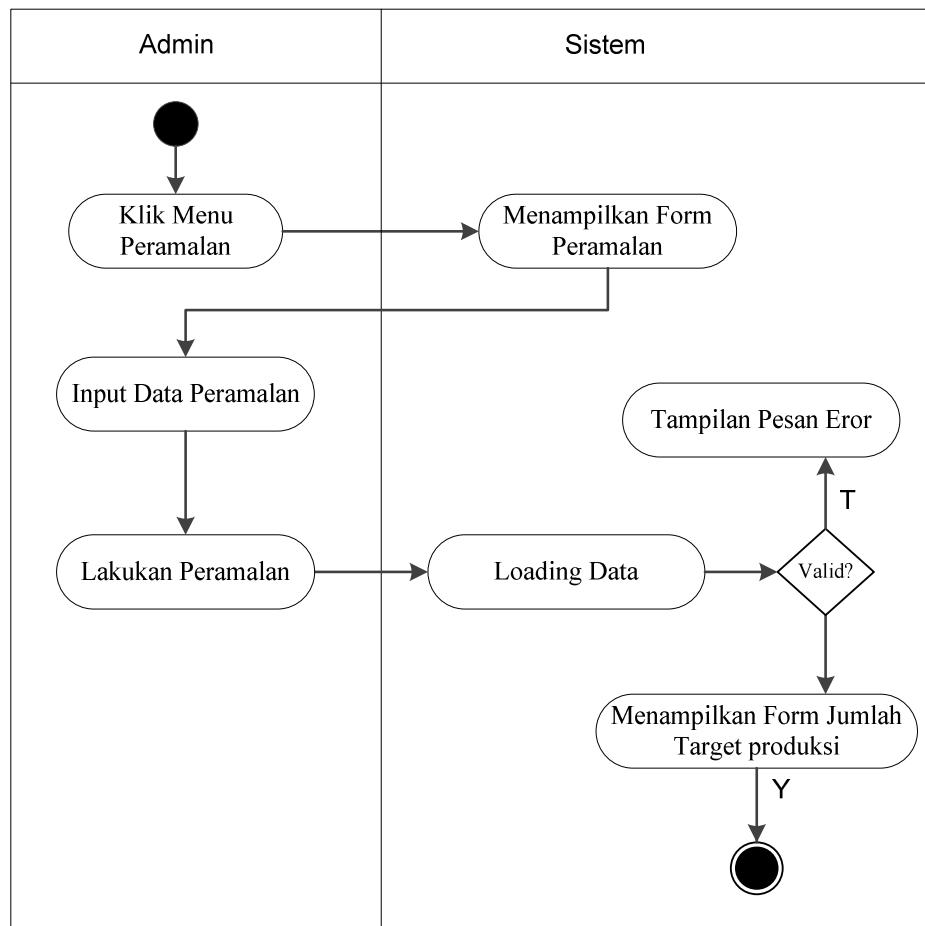 Admin
Sistem
Klik Menu
Peramalan
Menampilkan Form
Peramalan
Input Data Peramalan
Tampilan Pesan Eror
T
Lakukan Peramalan
Loading Data
Valid?
Menampilkan Form Jumlah
Target produksi
Y